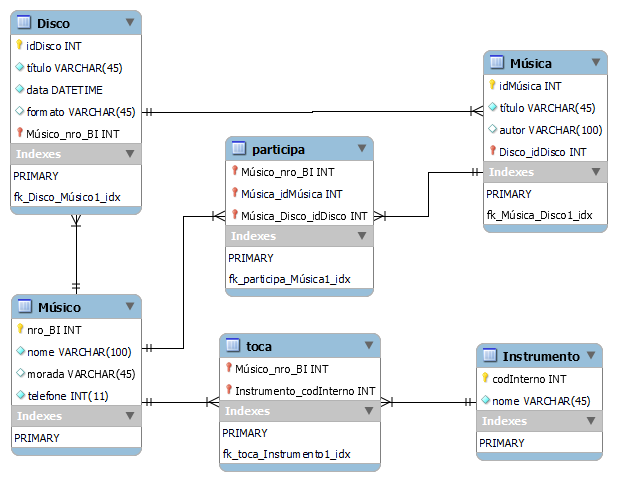 Disco
idDisco INT
título VARCHAR(45)
data DATETIME
formato VARCHAR(45)
Músico_nro_BI INT
Indexes
PRIMARY
fk_Disco_Músico1_idx
Música
idMúsica INT
título VARCHAR(45)
autor VARCHAR(100)
Disco_idDisco INT
Indexes
PRIMARY
fk_Música_Disco1_idx
participa
Músico_nro_BI INT
Música_idMúsica INT
Música_Disco_idDisco INT
Indexes
PRIMARY
fk_participa_Música1_idx
Músico
nro_BI INT
nome VARCHAR(100)
morada VARCHAR(45)
telefone INT(11)
Indexes
PRIMARY
toca
Músico_nro_BI INT
Instrumento_codInterno INT
Indexes
PRIMARY
fk_toca_Instrumento1_idx
Instrumento
codInterno INT
nome VARCHAR(45)
Indexes
PRIMARY